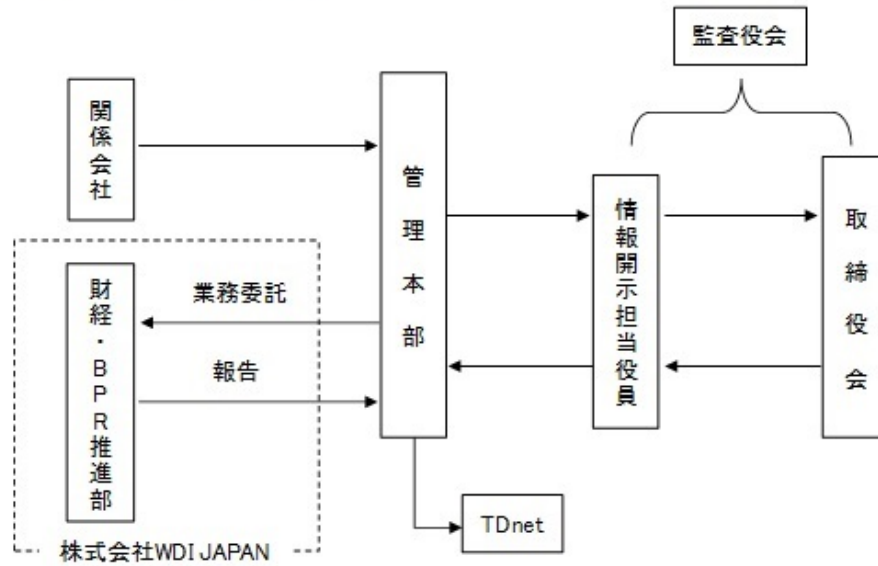 監査役会
関係会社
管理本部
情報開示担当役員
取締役会
財経・BPR推進部
業務委託
報告
TDnet
株式会社WDI JAPAN